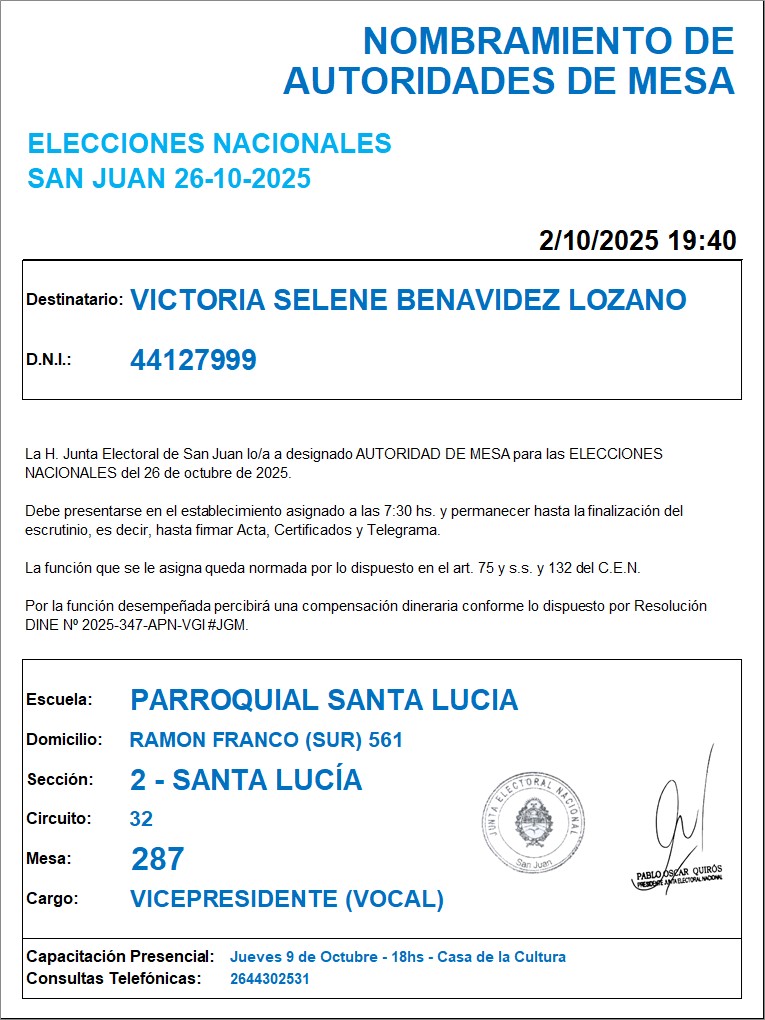 NOMBRAMIENTO DE
AUTORIDADES DE MESA
ELECCIONES NACIONALES
SAN JUAN 26-10-2025
2/10/2025 19:40
Destinatario: VICTORIA SELENE BENAVIDEZ LOZANO
D.N.I.: 44127999
La H. Junta Electoral de San Juan lo/a a designado AUTORIDAD DE MESA para las ELECCIONES
NACIONALES del 26 de octubre de 2025.
Debe presentarse en el establecimiento asignado a las 7:30 hs. y permanecer hasta la finalización del
escrutinio, es decir, hasta firmar Acta, Certificados y Telegrama.
La función que se le asigna queda normada por lo dispuesto en el art. 75 y s.s. y 132 del C.E.N.
Por la función desempeñada percibirá una compensación dineraria conforme lo dispuesto por Resolución
DINE Nº 2025-347-APN-VGI#JGM.
Escuela: PARROQUIAL SANTA LUCIA
Domicilio: RAMON FRANCO (SUR) 561
Sección: 2 - SANTA LUCÍA
Circuito: 32
Mesa: 287
Cargo: VICEPRESIDENTE (VOCAL)
JUNTA ELECTORAL NACIONAL
San Juan
PABLO OSCAR QUIRÓS
PRESIDENTE JUNTA ELECTORAL NACIONAL
Capacitación Presencial: Jueves 9 de Octubre - 18hs - Casa de la Cultura
Consultas Telefónicas: 2644302531